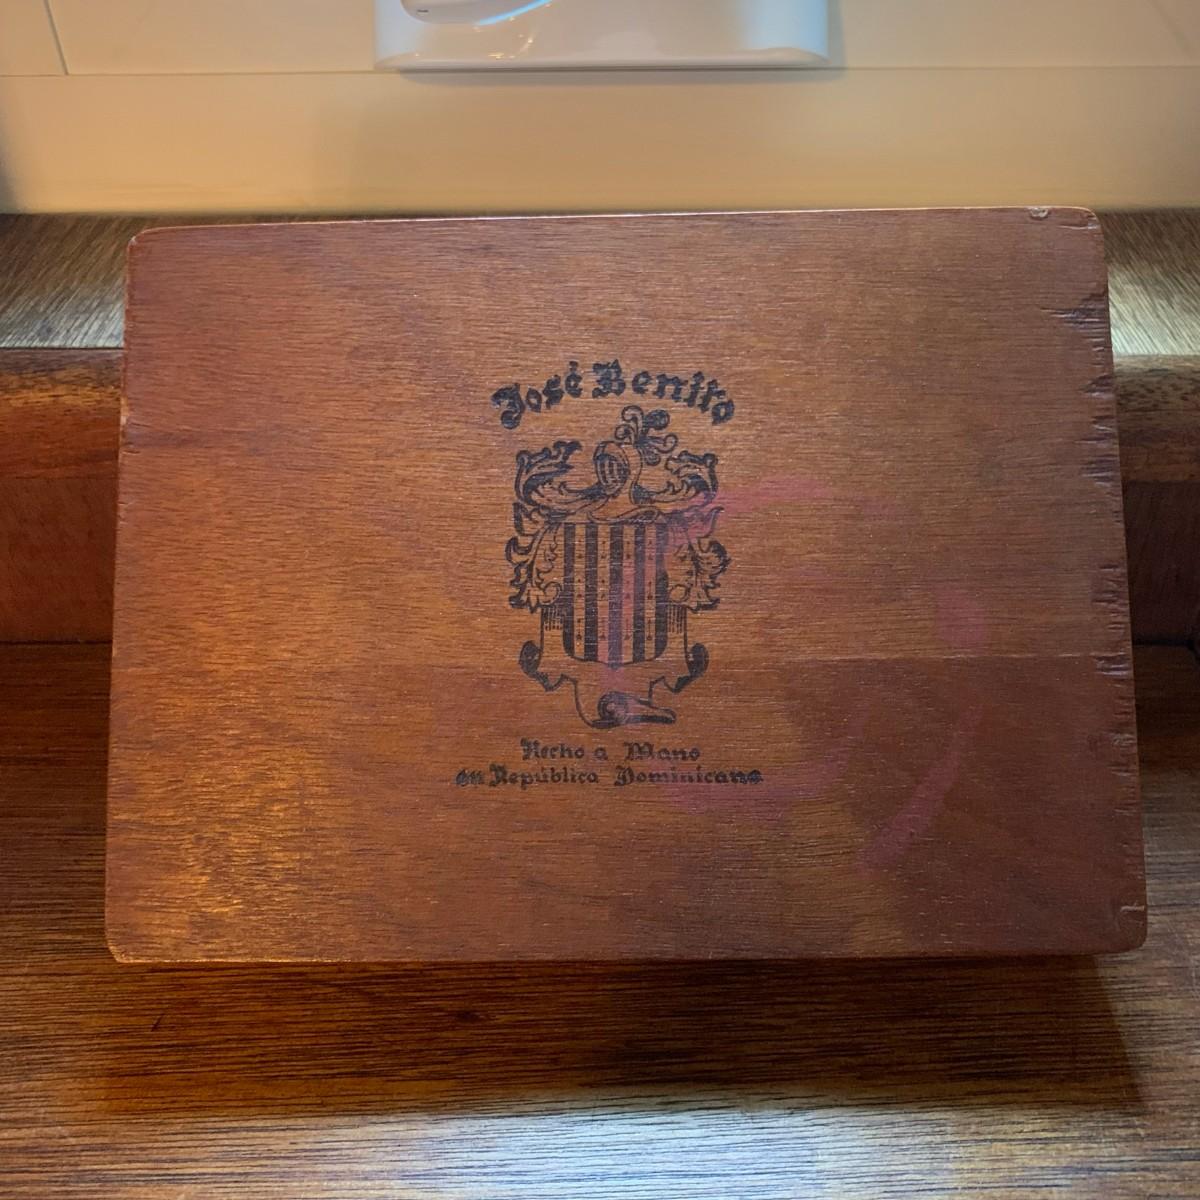 José Benito
Hecho a Mano
en República Dominicana